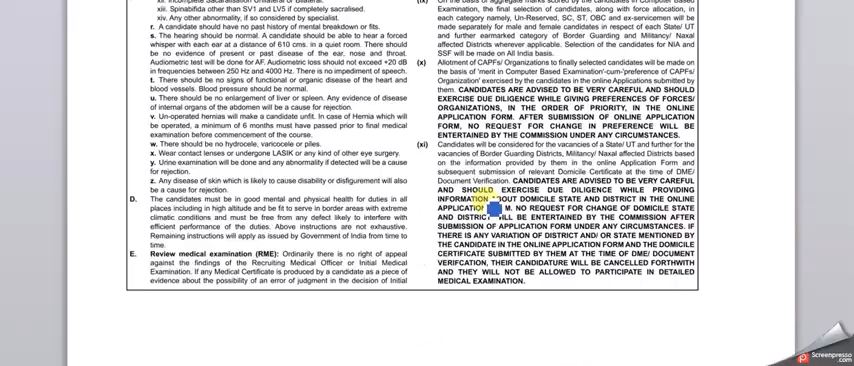 xii. Incomplete Sacaralisation Unilateral or Bilateral.
xiii. Spinabifida other than SV1 and LV5 if completely sacralised.
xiv. Any other abnormality, if so considered by specialist.
r. A candidate should have no past history of mental breakdown or fits.
s. The hearing should be normal. A candidate should be able to hear a forced
whisper with each ear at a distance of 610 cms. in a quiet room. There should
be no evidence of present or past disease of the ear, nose and throat.
Audiometric test will be done for AF. Audiometric loss should not exceed +20 dB
in frequencies between 250 Hz and 4000 Hz. There is no impediment of speech.
t. There should be no signs of functional or organic disease of the heart and
blood vessels. Blood pressure should be normal.
u. There should be no enlargement of liver or spleen. Any evidence of disease
of internal organs of the abdomen will be a cause for rejection.
v. Un-operated hernias will make a candidate unfit. In case of Hernia which will
be operated, a minimum of 6 months must have passed prior to final medical
examination before commencement of the course.
w. There should be no hydrocele, varicocele or piles.
x. Wear contact lenses or undergone LASIK or any kind of other eye surgery.
y. Urine examination will be done and any abnormality if detected will be a cause
for rejection.
z. Any disease of skin which is likely to cause disability or disfigurement will also
be a cause for rejection.
D. The candidates must be in good mental and physical health for duties in all
places including in high altitude and be fit to serve in border areas with extreme
climatic conditions and must be free from any defect likely to interfere with
efficient performance of the duties. Above instructions are not exhaustive.
Remaining instructions will apply as issued by Government of India from time to
time.
E. Review medical examination (RME): Ordinarily there is no right of appeal
against the findings of the Recruiting Medical Officer or Initial Medical
Examination. If any Medical Certificate is produced by a candidate as a piece of
evidence about the possibility of an error of judgment in the decision of Initial
(ix) On the basis of aggregate marks scored by the candidates in Computer Based
Examination, the final selection of candidates, along with force allocation, in
each category namely, Un-Reserved, SC, ST, OBC and ex-servicemen will be
made separately for male and female candidates in respect of each State/ UT
and further earmarked category of Border Guarding and Militancy/ Naxal
affected Districts wherever applicable. Selection of the candidates for NIA and
SSF will be made on All India basis.
(x) Allotment of CAPFs/ Organizations to finally selected candidates will be made on
the basis of 'merit in Computer Based Examination'-cum-'preference of CAPFs/
Organization' exercised by the candidates in the online Applications submitted by
them. CANDIDATES ARE ADVISED TO BE VERY CAREFUL AND SHOULD
EXERCISE DUE DILIGENCE WHILE GIVING PREFERENCES OF FORCES/
ORGANIZATIONS, IN THE ORDER OF PRIORITY, IN THE ONLINE
APPLICATION FORM. AFTER SUBMISSION OF ONLINE APPLICATION
FORM, NO REQUEST FOR CHANGE IN PREFERENCE WILL BE
ENTERTAINED BY THE COMMISSION UNDER ANY CIRCUMSTANCES.
(xi) Candidates will be considered for the vacancies of a State/ UT and further for the
vacancies of Border Guarding Districts, Militancy/ Naxal affected Districts based
on the information provided by them in the online Application Form and
subsequent submission of relevant Domicile Certificate at the time of DME/
Document Verification. CANDIDATES ARE ADVISED TO BE VERY CAREFUL
AND SHOULD EXERCISE DUE DILIGENCE WHILE PROVIDING
INFORMATION ABOUT DOMICILE STATE AND DISTRICT IN THE ONLINE
APPLICATION M. NO REQUEST FOR CHANGE OF DOMICILE STATE
AND DISTRICT WILL BE ENTERTAINED BY THE COMMISSION AFTER
SUBMISSION OF APPLICATION FORM UNDER ANY CIRCUMSTANCES. IF
THERE IS ANY VARIATION OF DISTRICT AND/ OR STATE MENTIONED BY
THE CANDIDATE IN THE ONLINE APPLICATION FORM AND THE DOMICILE
CERTIFICATE SUBMITTED BY THEM AT THE TIME OF DME/ DOCUMENT
VERIFCATION, THEIR CANDIDATURE WILL BE CANCELLED FORTHWITH
AND THEY WILL NOT BE ALLOWED TO PARTICIPATE IN DETAILED
MEDICAL EXAMINATION.
Screenpresso
.com